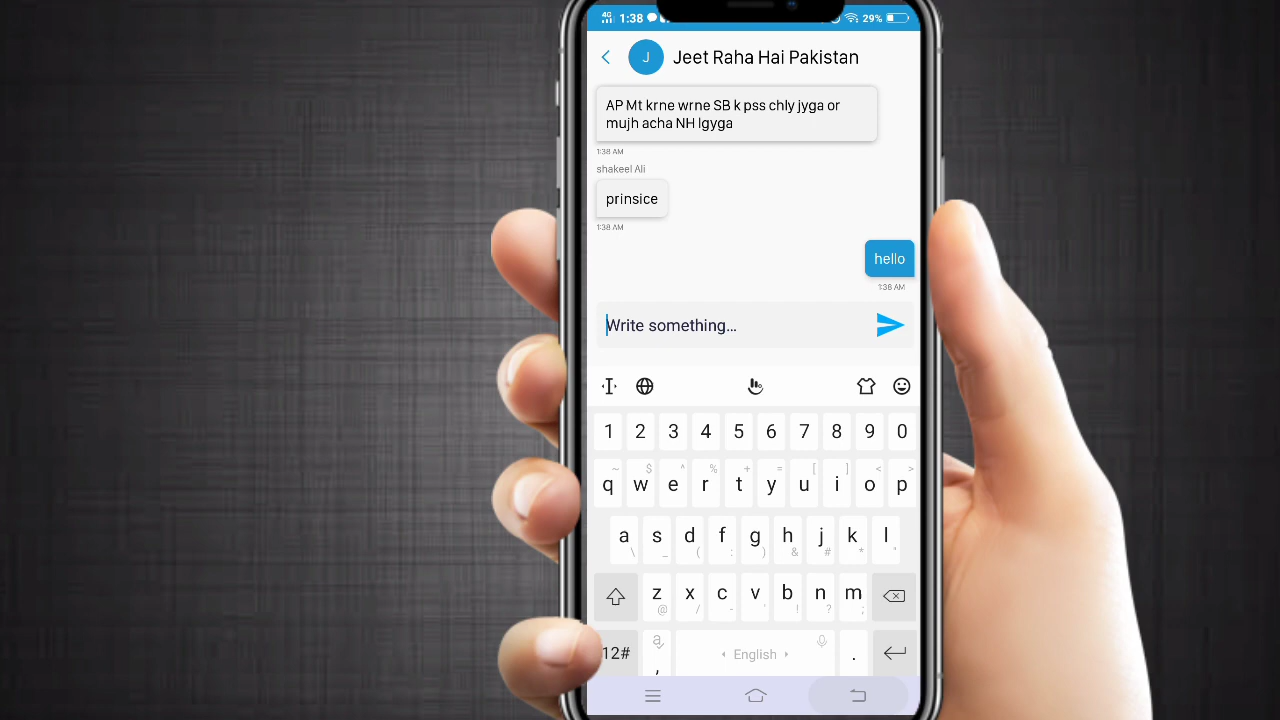 4G 1:38 29%
J Jeet Raha Hai Pakistan
AP Mt krne wrne SB k pss chly jyga or
mujh acha NH lgyga
1:38 AM
shakeel Ali
prinsice
1:38 AM
hello
1:38 AM
Write something...
1 2 3 4 5 6 7 8 9 0
~ $ ^ % + = [ ] < >
q w e r t y u i o p
a s d f g h j k l
\ _ ( : ) & # * '
z x c v b n m
@ / - ' ! ? ;
12# a , English .